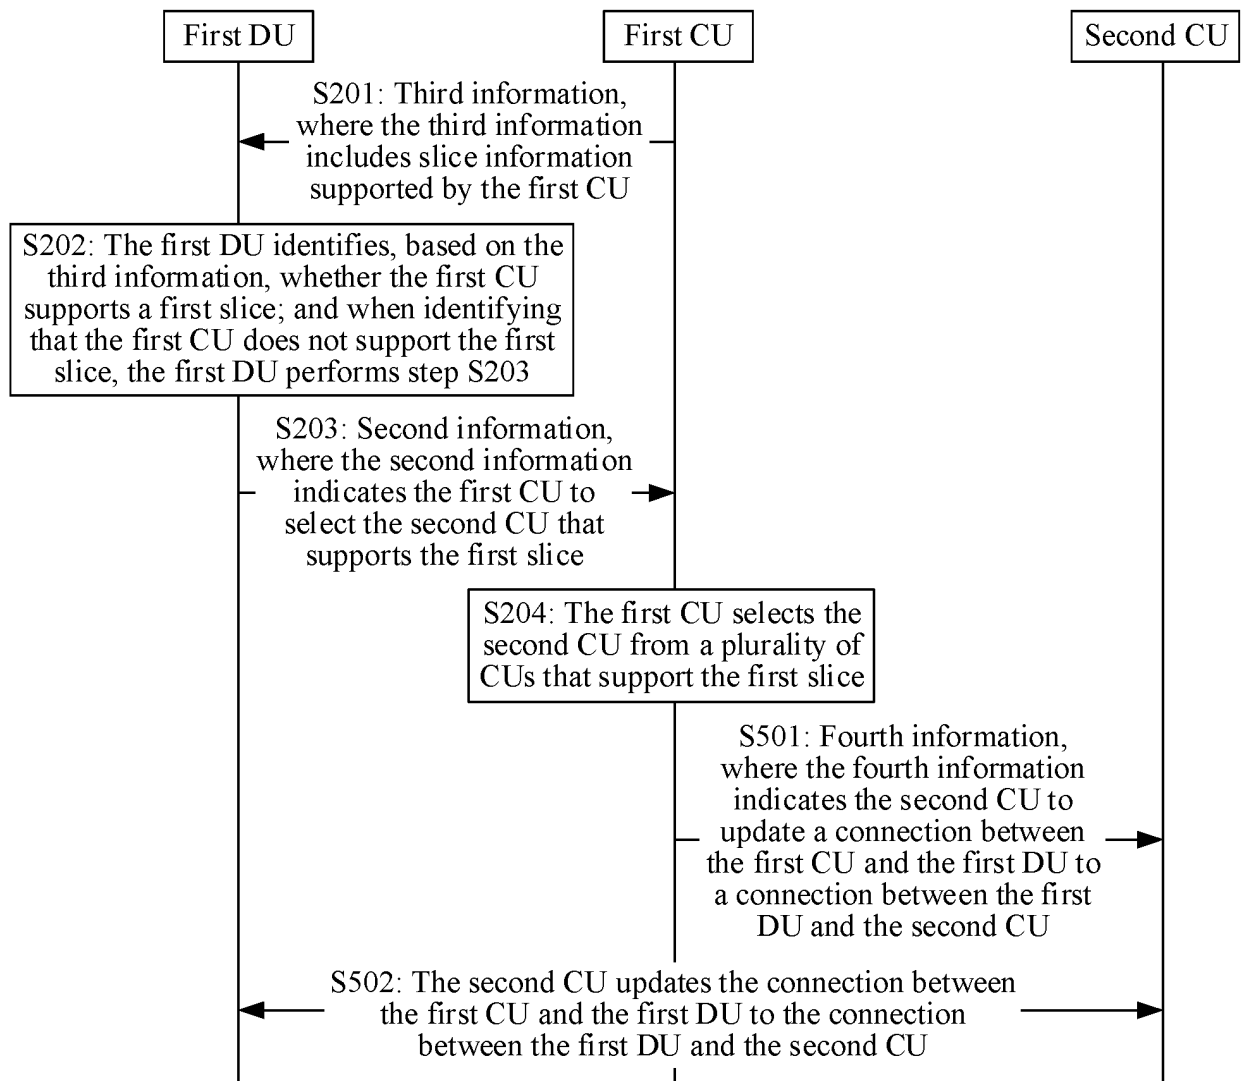 First DU
First CU
Second CU
S201: Third information,
where the third information
includes slice information
supported by the first CU
S202: The first DU identifies, based on the
third information, whether the first CU
supports a first slice; and when identifying
that the first CU does not support the first
slice, the first DU performs step S203
S203: Second information,
where the second information
indicates the first CU to
select the second CU that
supports the first slice
S204: The first CU selects the
second CU from a plurality of
CUs that support the first slice
S501: Fourth information,
where the fourth information
indicates the second CU to
update a connection between
the first CU and the first DU to
a connection between the first
DU and the second CU
S502: The second CU updates the connection between
the first CU and the first DU to the connection
between the first DU and the second CU